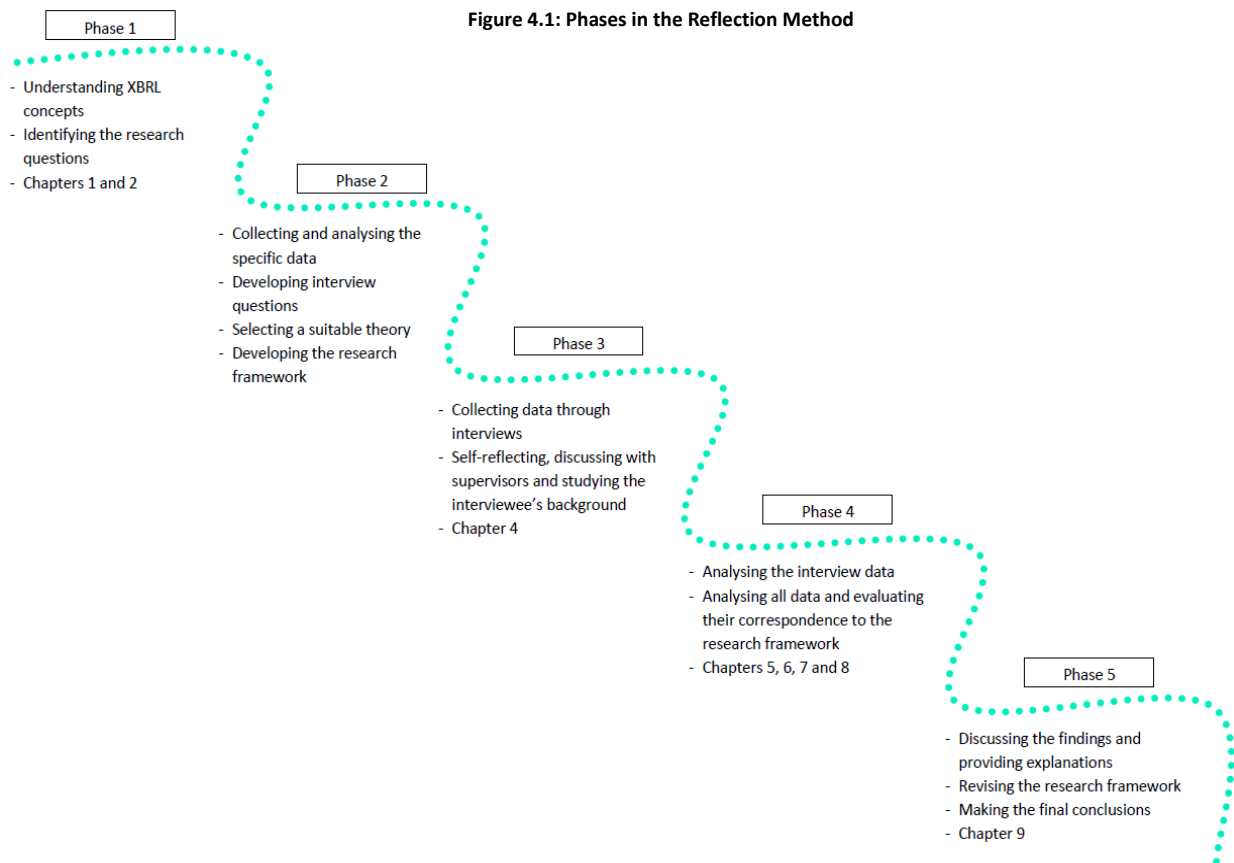 Figure 4.1: Phases in the Reflection Method
Phase 1
- Understanding XBRL
concepts
- Identifying the research
questions
- Chapters 1 and 2
Phase 2
- Collecting and analysing the
specific data
- Developing interview
questions
- Selecting a suitable theory
- Developing the research
framework
Phase 3
- Collecting data through
interviews
- Self-reflecting, discussing with
supervisors and studying the
interviewee's background
- Chapter 4
Phase 4
- Analysing the interview data
- Analysing all data and evaluating
their correspondence to the
research framework
- Chapters 5, 6, 7 and 8
Phase 5
- Discussing the findings and
providing explanations
- Revising the research framework
- Making the final conclusions
- Chapter 9